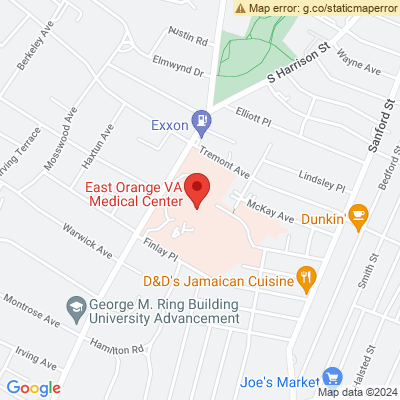 Map error: g.co/staticmaperror
Berkeley Ave
Austin Rd
Elmwynd Dr
S Harrison St
Wayne Ave
Mosswood Ave
Haxtun Ave
Exxon
Elliott Pl
Sanford St
Irving Terrace
Tremont Ave
Lindsley Pl
Bedford St
East Orange VA
Medical Center
McKay Ave
Dunkin'
Warwick Ave
Finlay Pl
Smith St
D&D's Jamaican Cuisine
Montrose Ave
George M. Ring Building
University Advancement
Hamilton Rd
Irving Ave
Halsted St
Joe's Market
Google
Map data ©2024